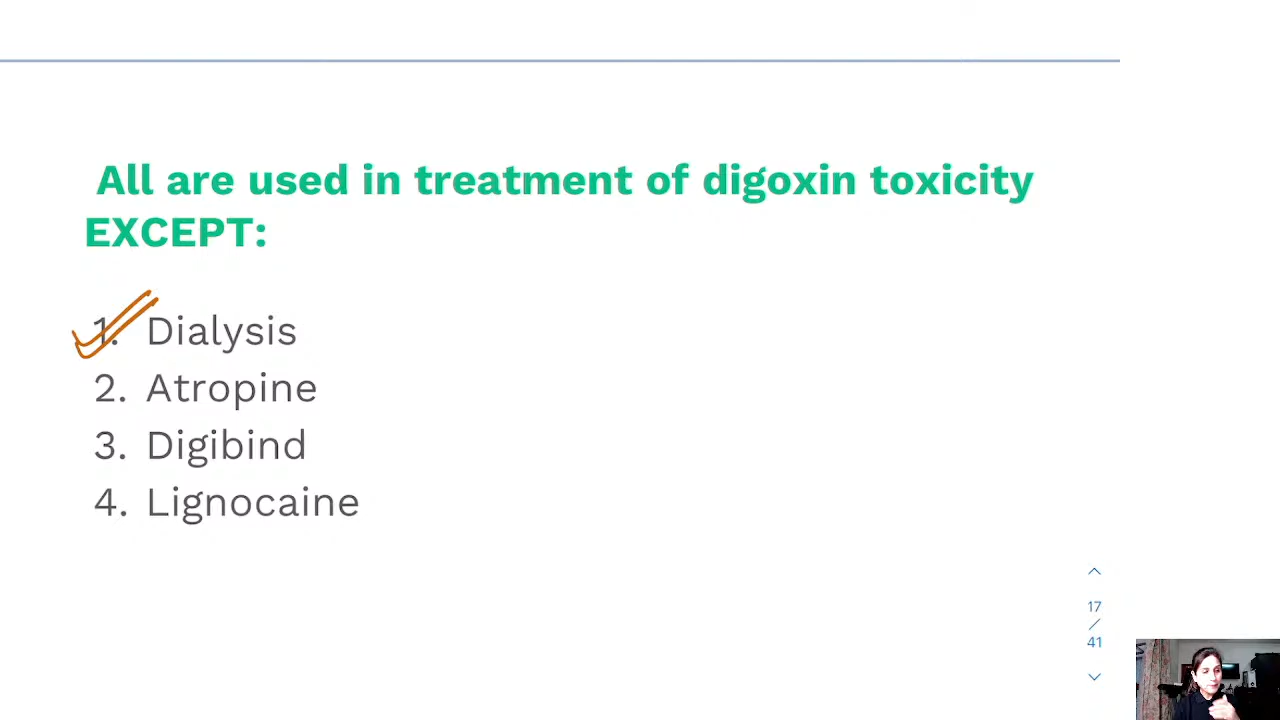 All are used in treatment of digoxin toxicity
EXCEPT:
1. Dialysis
2. Atropine
3. Digibind
4. Lignocaine
17
/
41